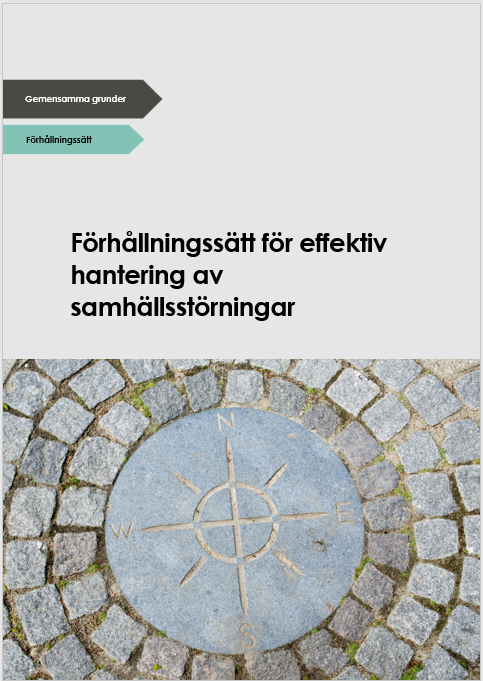 Gemensamma grunder
Förhållningssätt
Förhållningssätt för effektiv
hantering av
samhällsstörningar
N
W E
S